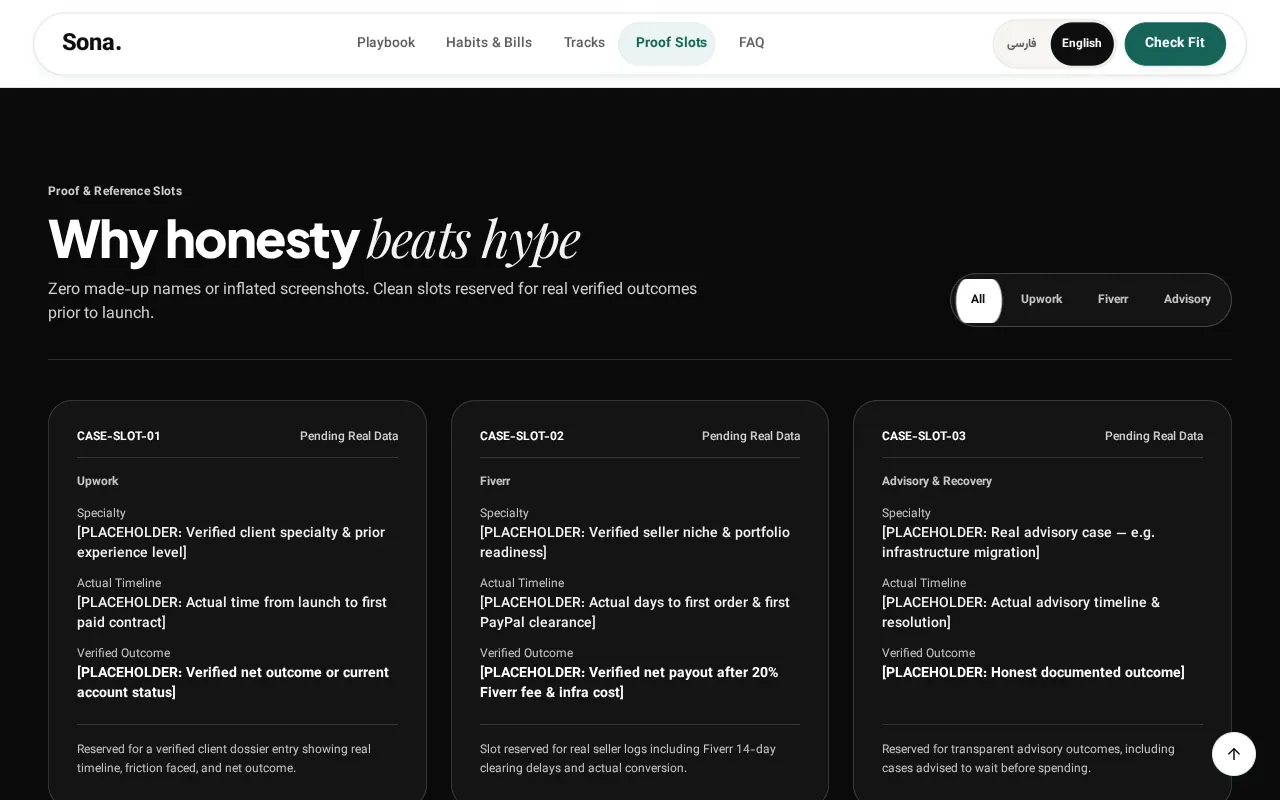 Sona.
Playbook
Habits & Bills
Tracks
Proof Slots
FAQ
فارسی
English
Check Fit
Proof & Reference Slots
Why honesty beats hype
Zero made-up names or inflated screenshots. Clean slots reserved for real verified outcomes
prior to launch.
All
Upwork
Fiverr
Advisory
CASE-SLOT-01
Pending Real Data
Upwork
Specialty
[PLACEHOLDER: Verified client specialty & prior
experience level]
Actual Timeline
[PLACEHOLDER: Actual time from launch to first
paid contract]
Verified Outcome
[PLACEHOLDER: Verified net outcome or current
account status]
Reserved for a verified client dossier entry showing real
timeline, friction faced, and net outcome.
CASE-SLOT-02
Pending Real Data
Fiverr
Specialty
[PLACEHOLDER: Verified seller niche & portfolio
readiness]
Actual Timeline
[PLACEHOLDER: Actual days to first order & first
PayPal clearance]
Verified Outcome
[PLACEHOLDER: Verified net payout after 20%
Fiverr fee & infra cost]
Slot reserved for real seller logs including Fiverr 14-day
clearing delays and actual conversion.
CASE-SLOT-03
Pending Real Data
Advisory & Recovery
Specialty
[PLACEHOLDER: Real advisory case — e.g.
infrastructure migration]
Actual Timeline
[PLACEHOLDER: Actual advisory timeline &
resolution]
Verified Outcome
[PLACEHOLDER: Honest documented outcome]
Reserved for transparent advisory outcomes, including
cases advised to wait before spending.